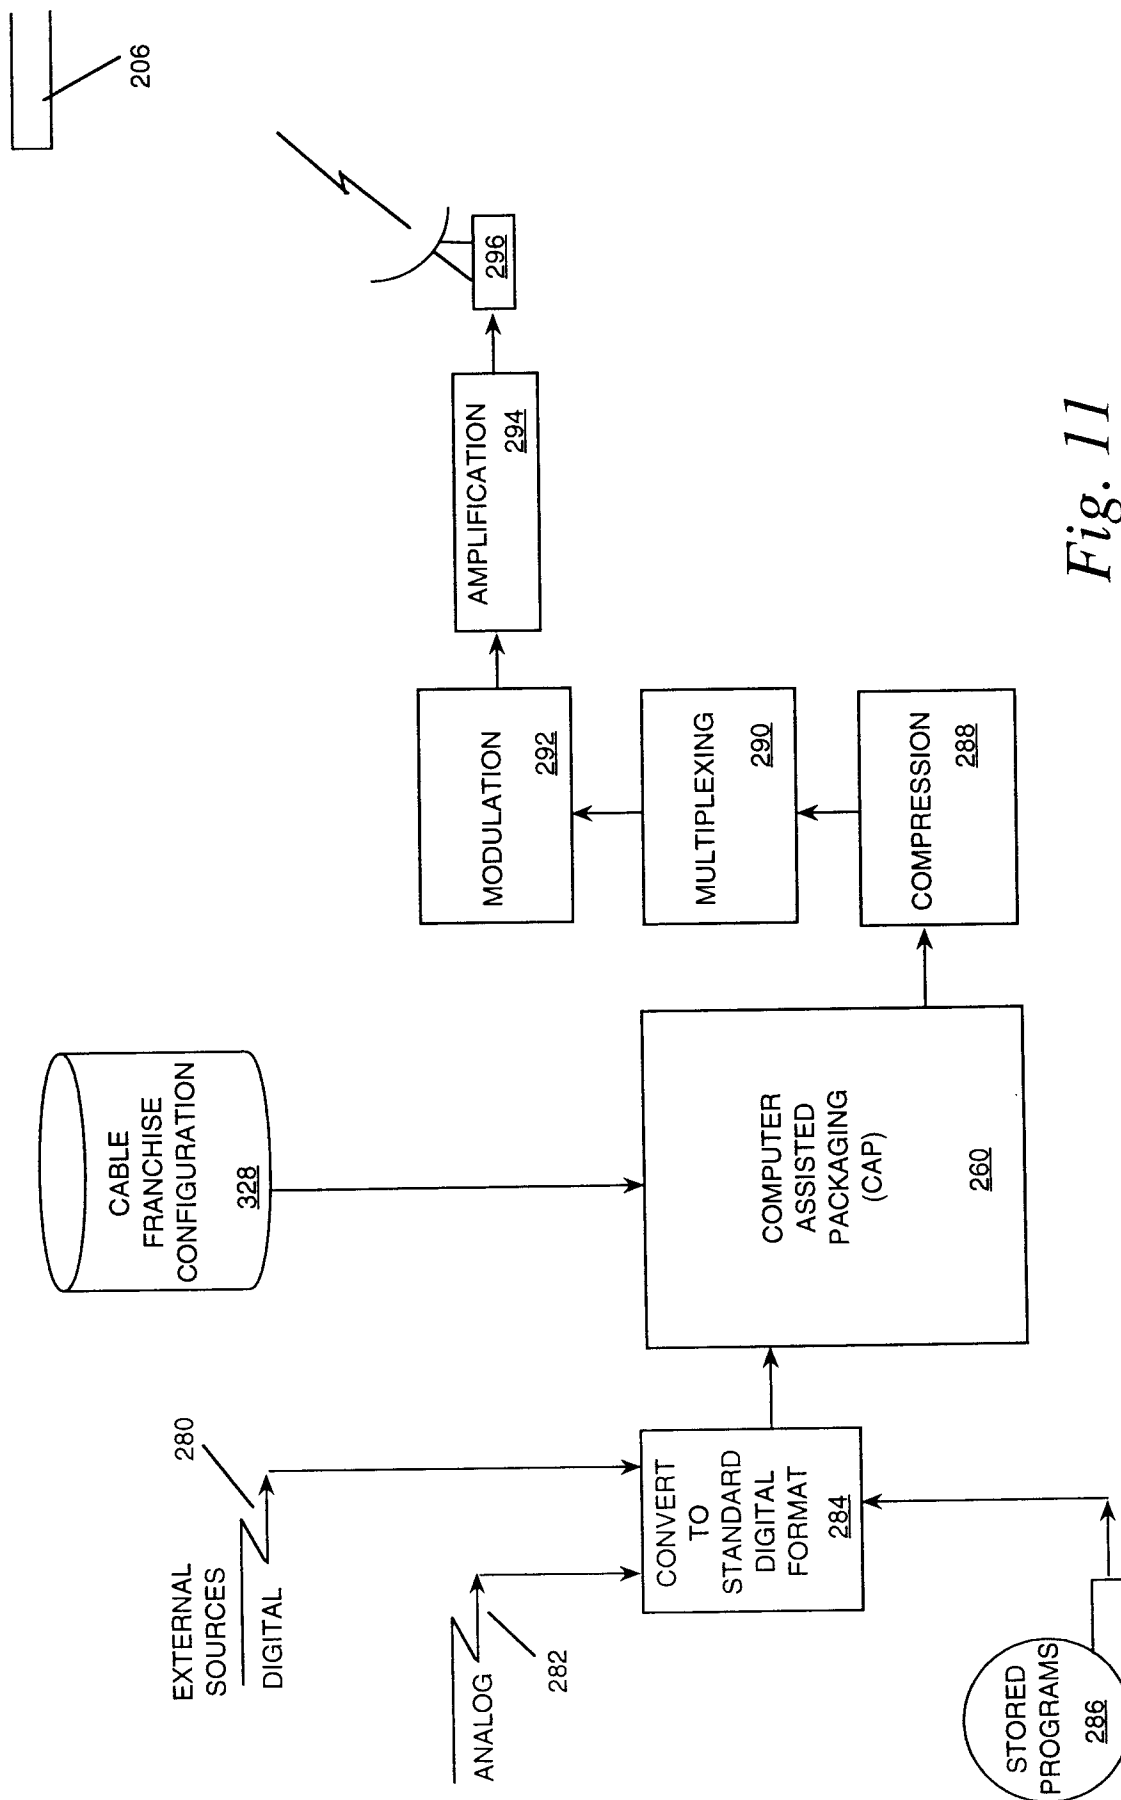 EXTERNAL
SOURCES
DIGITAL
280
ANALOG
282
STORED
PROGRAMS
286
CONVERT
TO
STANDARD
DIGITAL
FORMAT
284
CABLE
FRANCHISE
CONFIGURATION
328
COMPUTER
ASSISTED
PACKAGING
(CAP)
260
COMPRESSION
288
MULTIPLEXING
290
MODULATION
292
AMPLIFICATION
294
296
206
Fig. 11